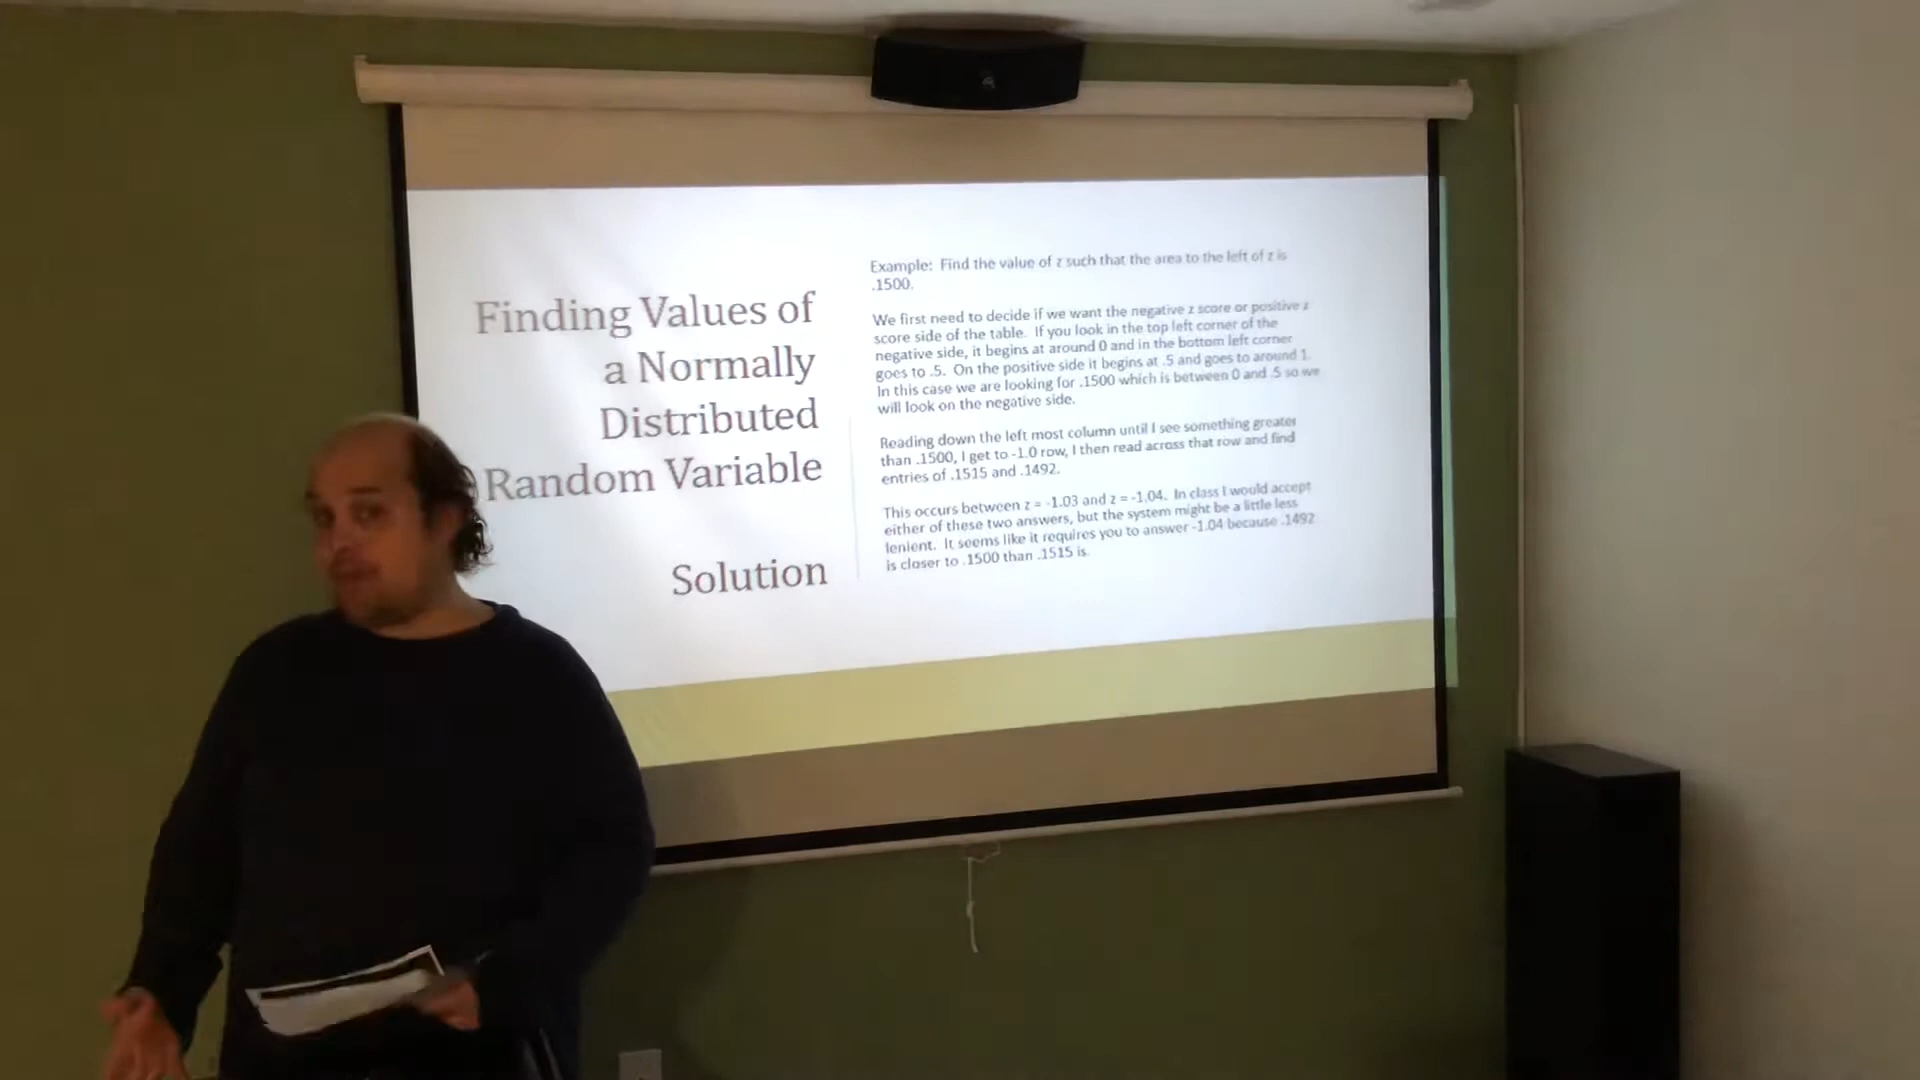 Finding Values of
a Normally
Distributed
Random Variable
Solution
Example: Find the value of z such that the area to the left of z is
.1500.
We first need to decide if we want the negative z score or positive z
score side of the table. If you look in the top left corner of the
negative side, it begins at around 0 and in the bottom left corner
goes to .5. On the positive side it begins at .5 and goes to around 1.
In this case we are looking for .1500 which is between 0 and .5 so we
will look on the negative side.
Reading down the left most column until I see something greater
than .1500, I get to -1.0 row, I then read across that row and find
entries of .1515 and .1492.
This occurs between z = -1.03 and z = -1.04. In class I would accept
either of these two answers, but the system might be a little less
lenient. It seems like it requires you to answer -1.04 because .1492
is closer to .1500 than .1515 is.